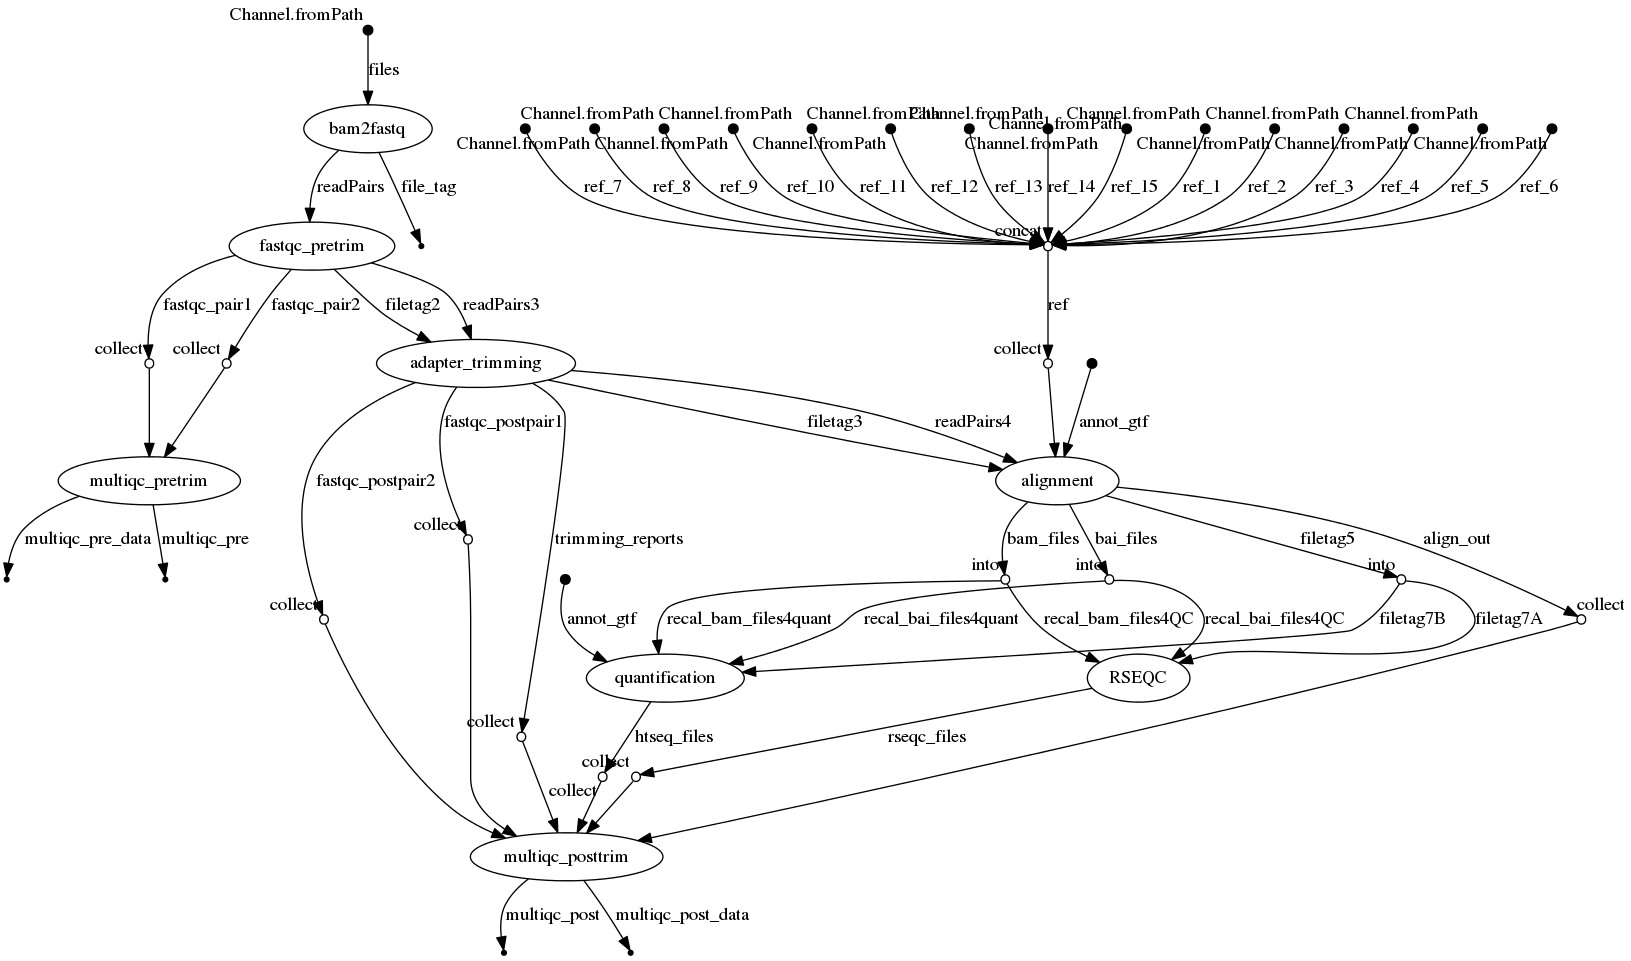 Channel.fromPath
files
bam2fastq
Channel.fromPath Channel.fromPath Channel.fromPath Channel.fromPath Channel.fromPath Channel.fromPath Channel.fromPath Channel.fromPath
Channel.fromPath Channel.fromPath Channel.fromPath Channel.fromPath Channel.fromPath Channel.fromPath Channel.fromPath
readPairs file_tag ref_7 ref_8 ref_9 ref_10 ref_11 ref_12 ref_13 ref_14 ref_15 ref_1 ref_2 ref_3 ref_4 ref_5 ref_6
concat
fastqc_pretrim
fastqc_pair1 fastqc_pair2 filetag2 readPairs3 ref
collect collect collect
adapter_trimming
fastqc_postpair1 filetag3 readPairs4 annot_gtf
multiqc_pretrim fastqc_postpair2 alignment
collect
multiqc_pre_data multiqc_pre trimming_reports bam_files bai_files filetag5 align_out
into into into
collect collect
annot_gtf recal_bam_files4quant recal_bai_files4quant recal_bam_files4QC recal_bai_files4QC filetag7B filetag7A
quantification RSEQC
collect
htseq_files rseqc_files
collect
collect
multiqc_posttrim
multiqc_post multiqc_post_data